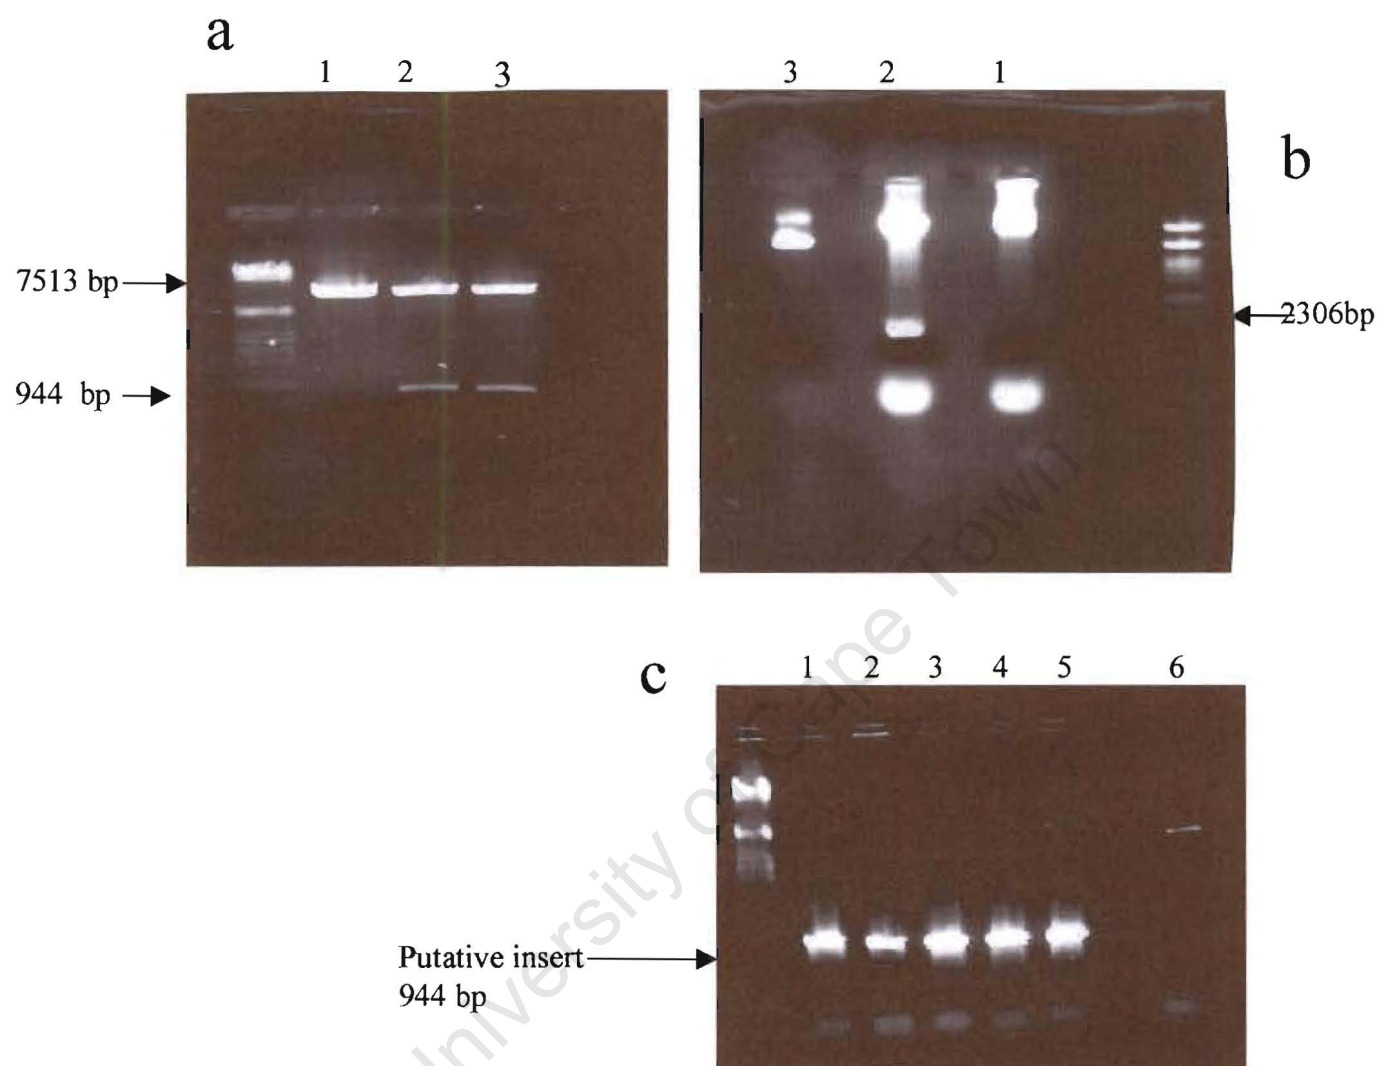 a
1 2 3
7513 bp
944 bp
3 2 1
b
2306bp
c
1 2 3 4 5 6
Putative insert
944 bp
University of Cape Town